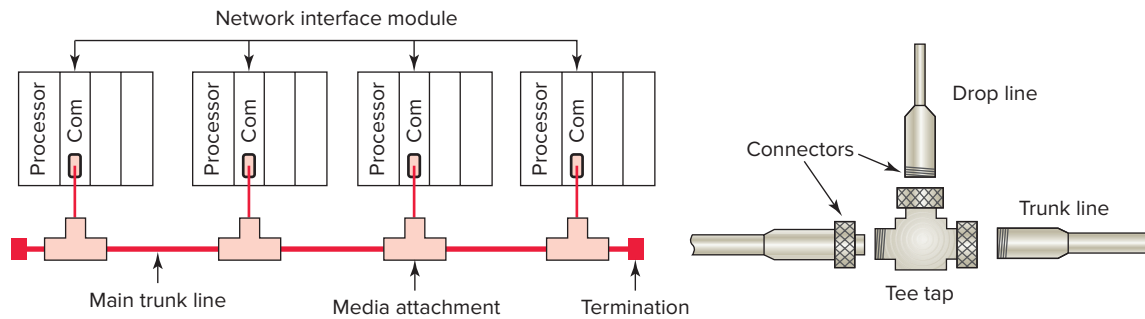 Network interface module
Processor
Com
Processor
Com
Processor
Com
Processor
Com
Main trunk line
Media attachment
Termination
Drop line
Connectors
Trunk line
Tee tap